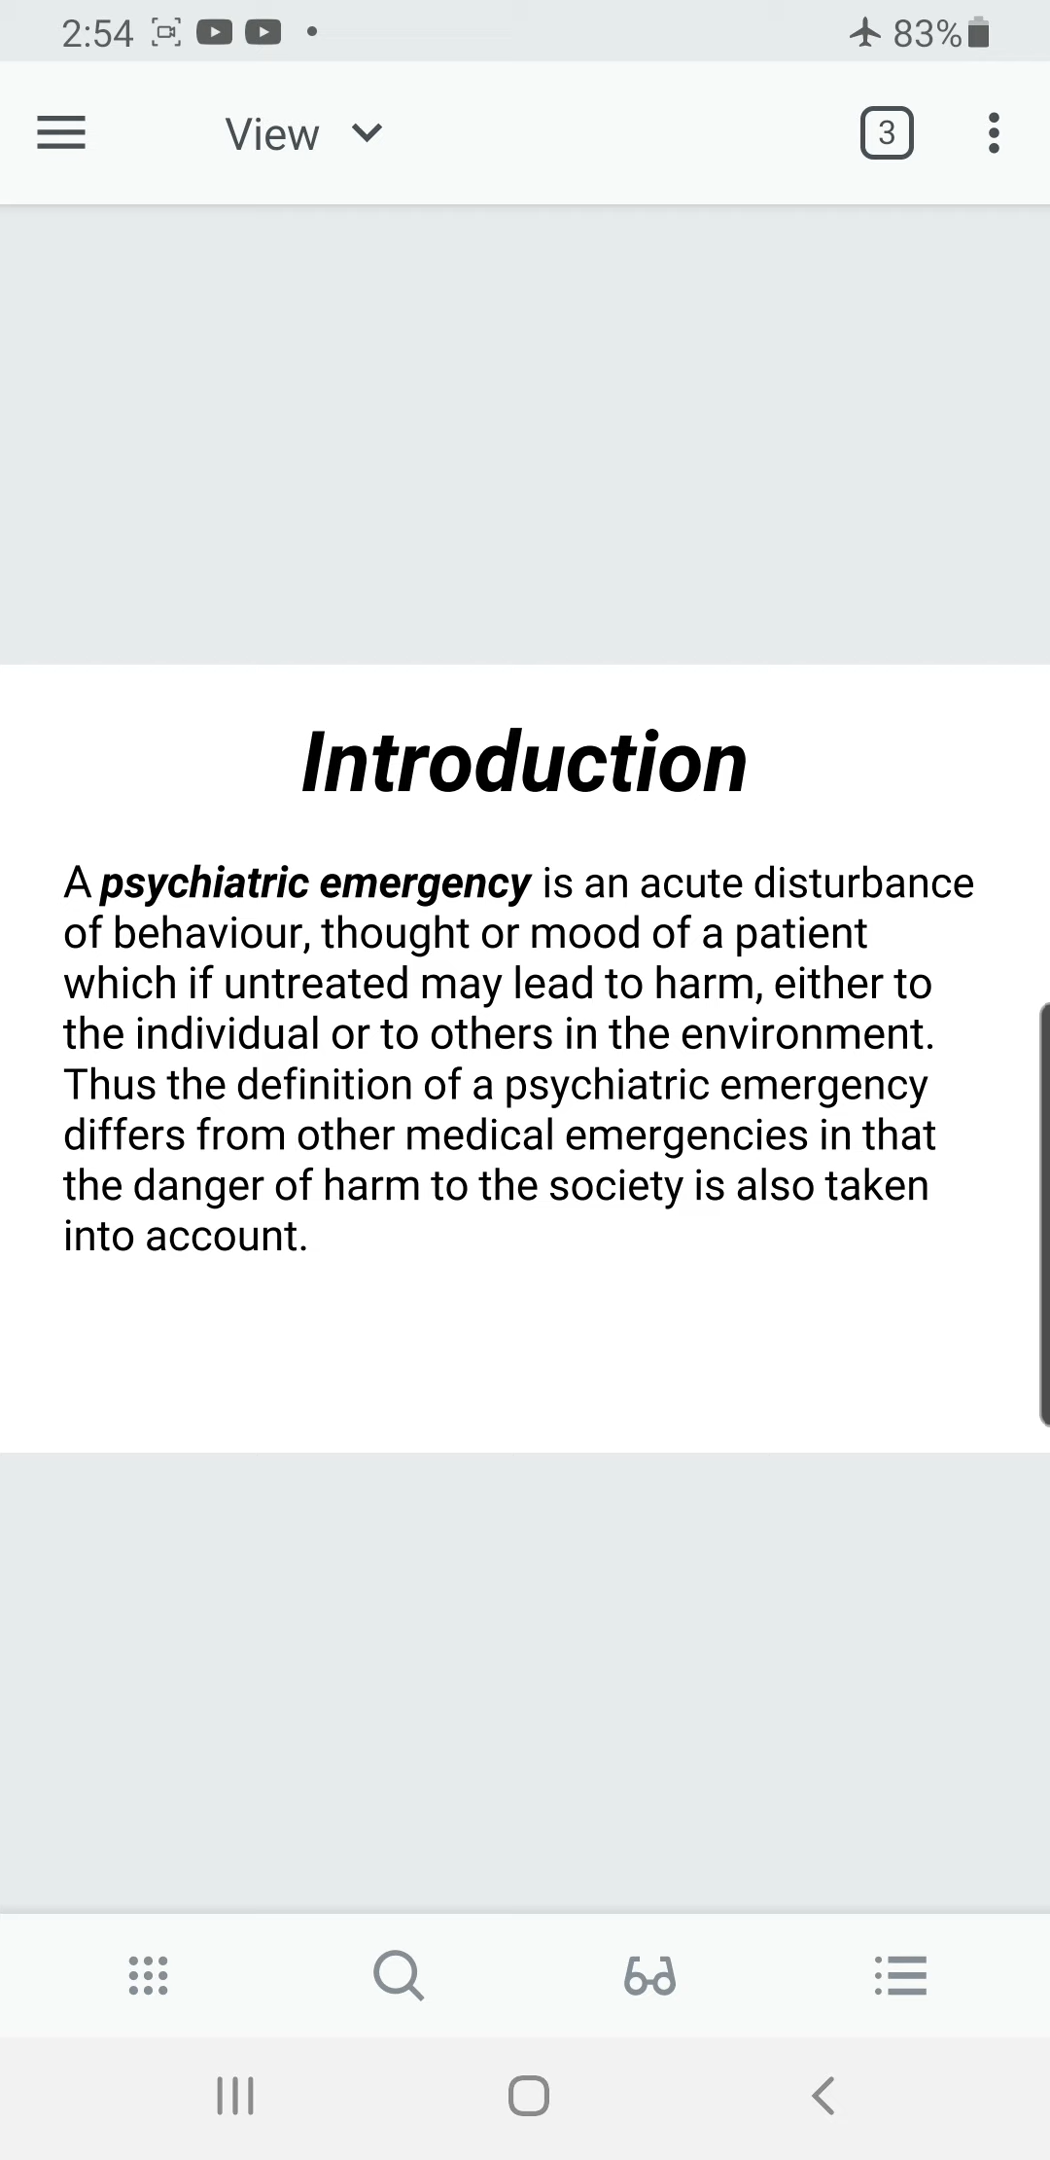 2:54
83%
View
3
Introduction
A psychiatric emergency is an acute disturbance
of behaviour, thought or mood of a patient
which if untreated may lead to harm, either to
the individual or to others in the environment.
Thus the definition of a psychiatric emergency
differs from other medical emergencies in that
the danger of harm to the society is also taken
into account.